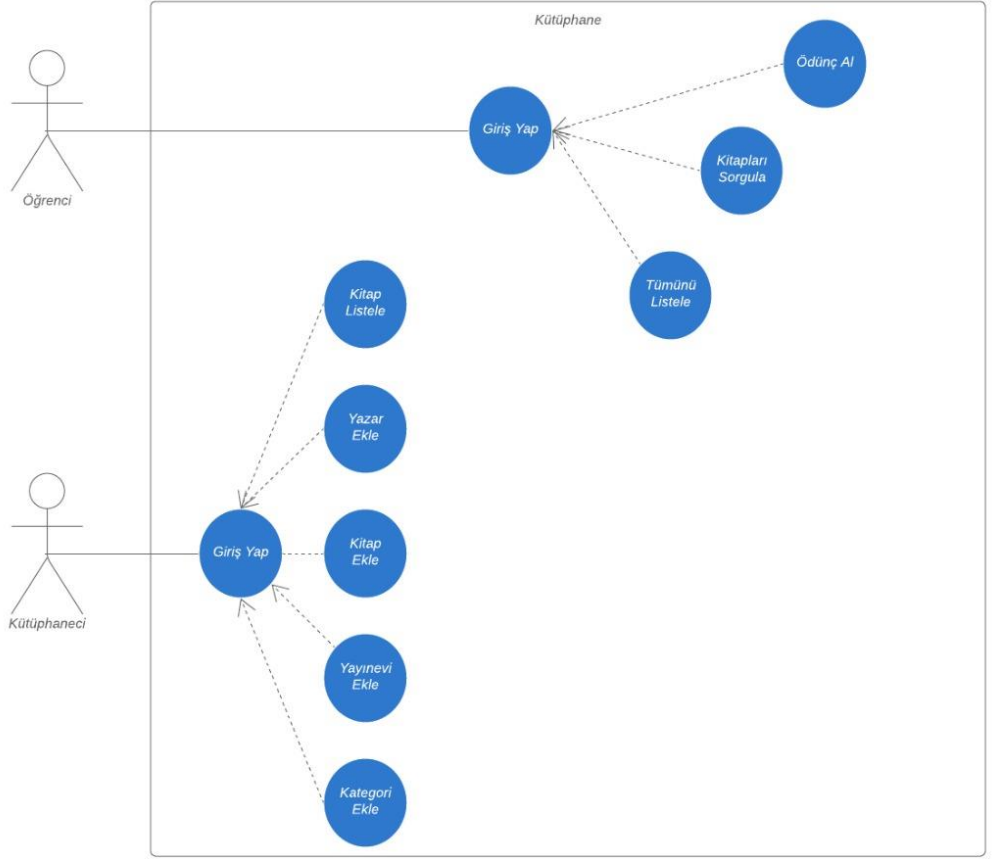 Kütüphane
Ödünç Al
Giriş Yap
Kitapları
Sorgula
Öğrenci
Tümünü
Listele
Kitap
Listele
Yazar
Ekle
Giriş Yap
Kitap
Ekle
Kütüphaneci
Yayınevi
Ekle
Kategori
Ekle